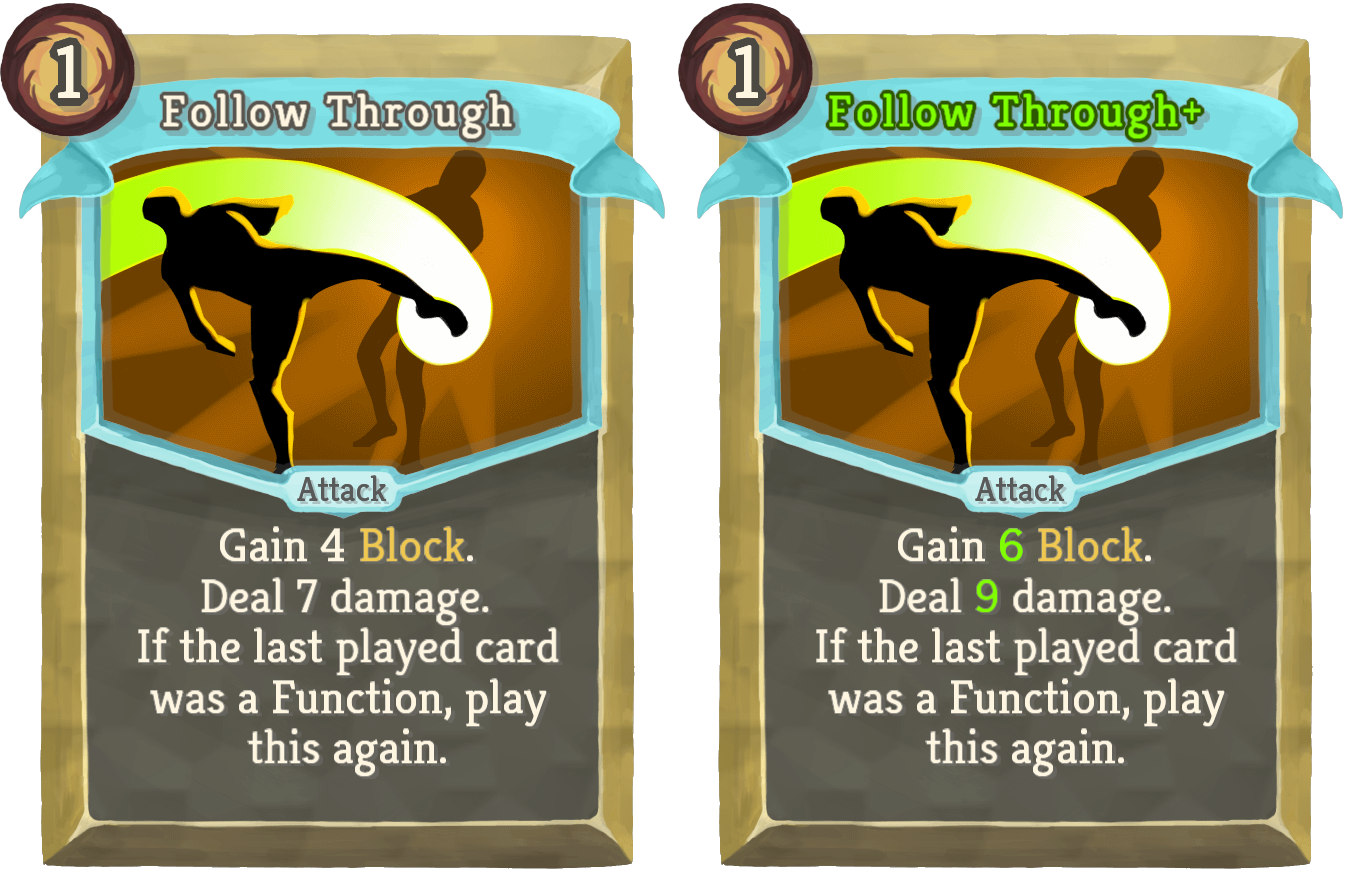 1
Follow Through
Attack
Gain 4 Block.
Deal 7 damage.
If the last played card
was a Function, play
this again.
1
Follow Through+
Attack
Gain 6 Block.
Deal 9 damage.
If the last played card
was a Function, play
this again.